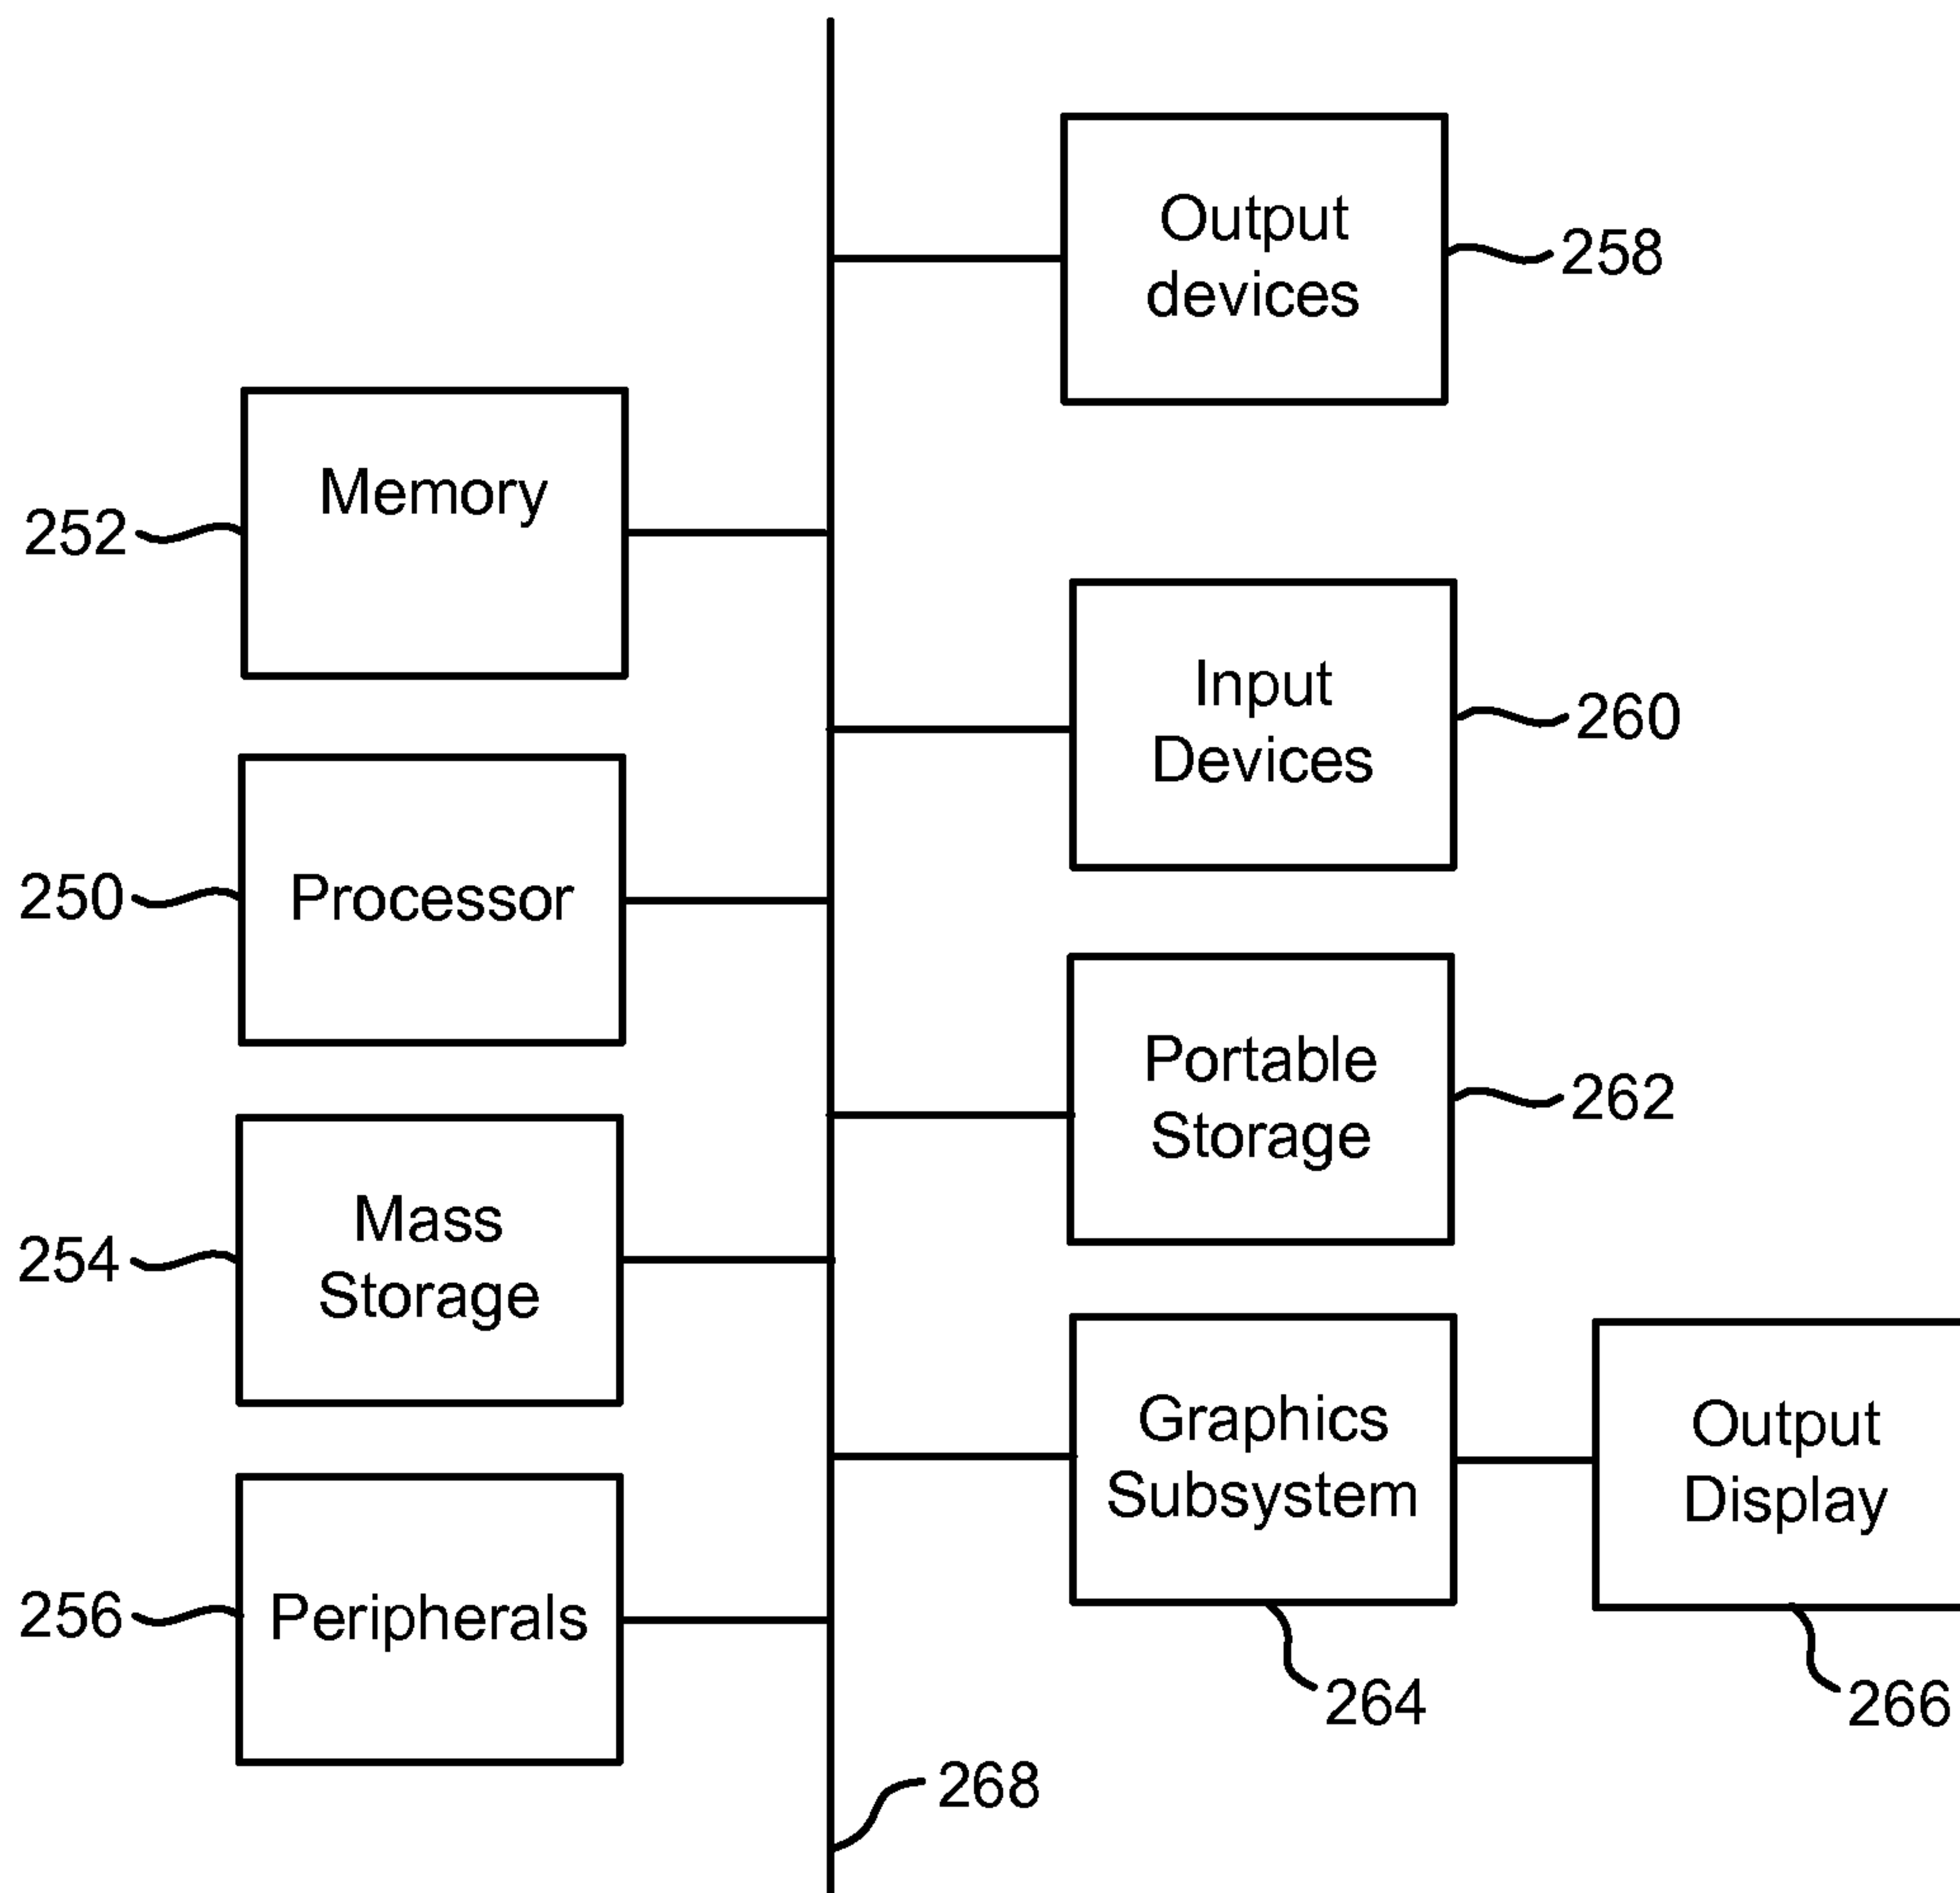 Output
devices
258
Memory
252
Input
Devices
260
Processor
250
Portable
Storage
262
Mass
Storage
254
Graphics
Subsystem
264
Output
Display
266
Peripherals
256
268